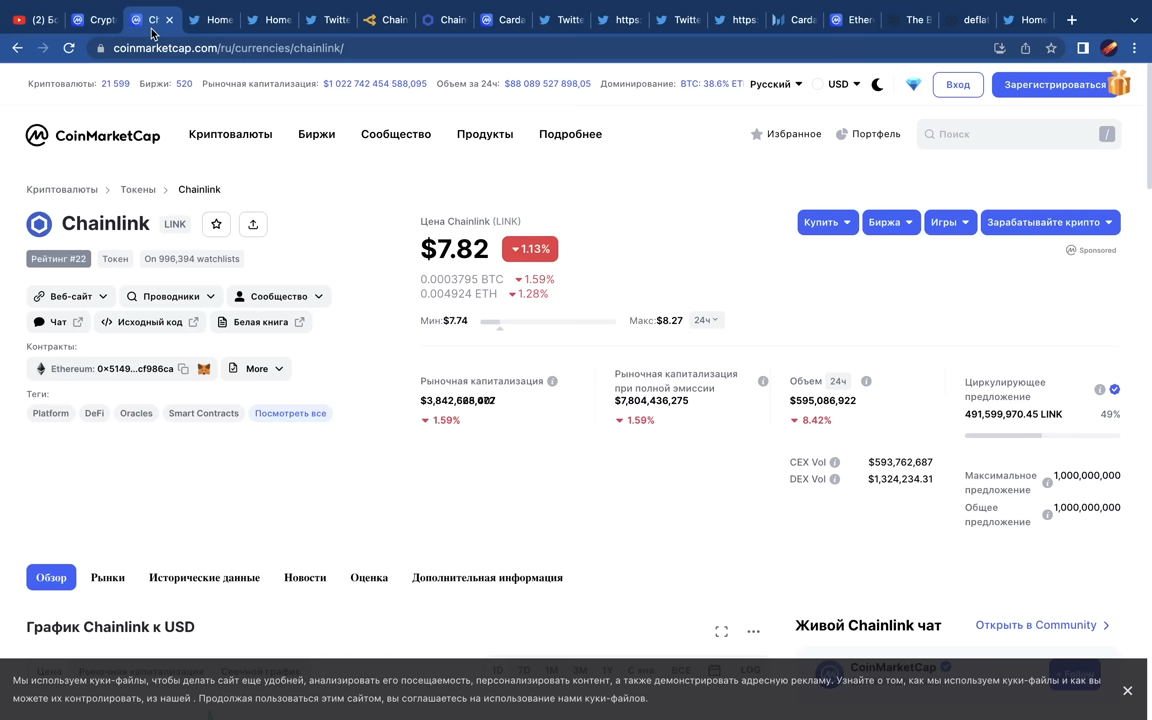 (2) Бо
Crypt
Ch
Home
Home
Twitte
Chain
Chain
Carda
Twitte
https:
Twitte
https:
Carda
Ether
The B
deflat
Home
coinmarketcap.com/ru/currencies/chainlink/
Криптовалюты: 21 599 Биржи: 520 Рыночная капитализация: $1 022 742 454 588,095 Объем за 24ч: $88 089 527 898,05 Доминирование: BTC: 38.6% ET
Русский USD Вход Зарегистрироваться
CoinMarketCap Криптовалюты Биржи Сообщество Продукты Подробнее Избранное Портфель Поиск /
Криптовалюты Токены Chainlink
Chainlink LINK
Рейтинг #22 Токен On 996,394 watchlists
Веб-сайт Проводники Сообщество
Чат Исходный код Белая книга
Контракты:
Ethereum: 0x5149...cf986ca More
Теги:
Platform DeFi Oracles Smart Contracts Посмотреть все
Цена Chainlink (LINK)
$7.82 1.13%
0.0003795 BTC 1.59%
0.004924 ETH 1.28%
Мин:$7.74 Макс:$8.27 24ч
Купить Биржа Игры Зарабатывайте крипто
Sponsored
Рыночная капитализация
1.59%
Рыночная капитализация
при полной эмиссии
$7,804,436,275
1.59%
Объем 24ч
$595,086,922
8.42%
CEX Vol $593,762,687
DEX Vol $1,324,234.31
Циркулирующее
предложение
491,599,970.45 LINK 49%
Максимальное
предложение
1,000,000,000
Общее
предложение
1,000,000,000
Обзор Рынки Исторические данные Новости Оценка Дополнительная информация
График Chainlink к USD
Живой Chainlink чат Открыть в Community
CoinMarketCap
Мы используем куки-файлы, чтобы делать сайт еще удобней, анализировать его посещаемость, персонализировать контент, а также демонстрировать адресную рекламу. Узнайте о том, как мы используем куки-файлы и как вы
можете их контролировать, из нашей . Продолжая пользоваться этим сайтом, вы соглашаетесь на использование нами куки-файлов.